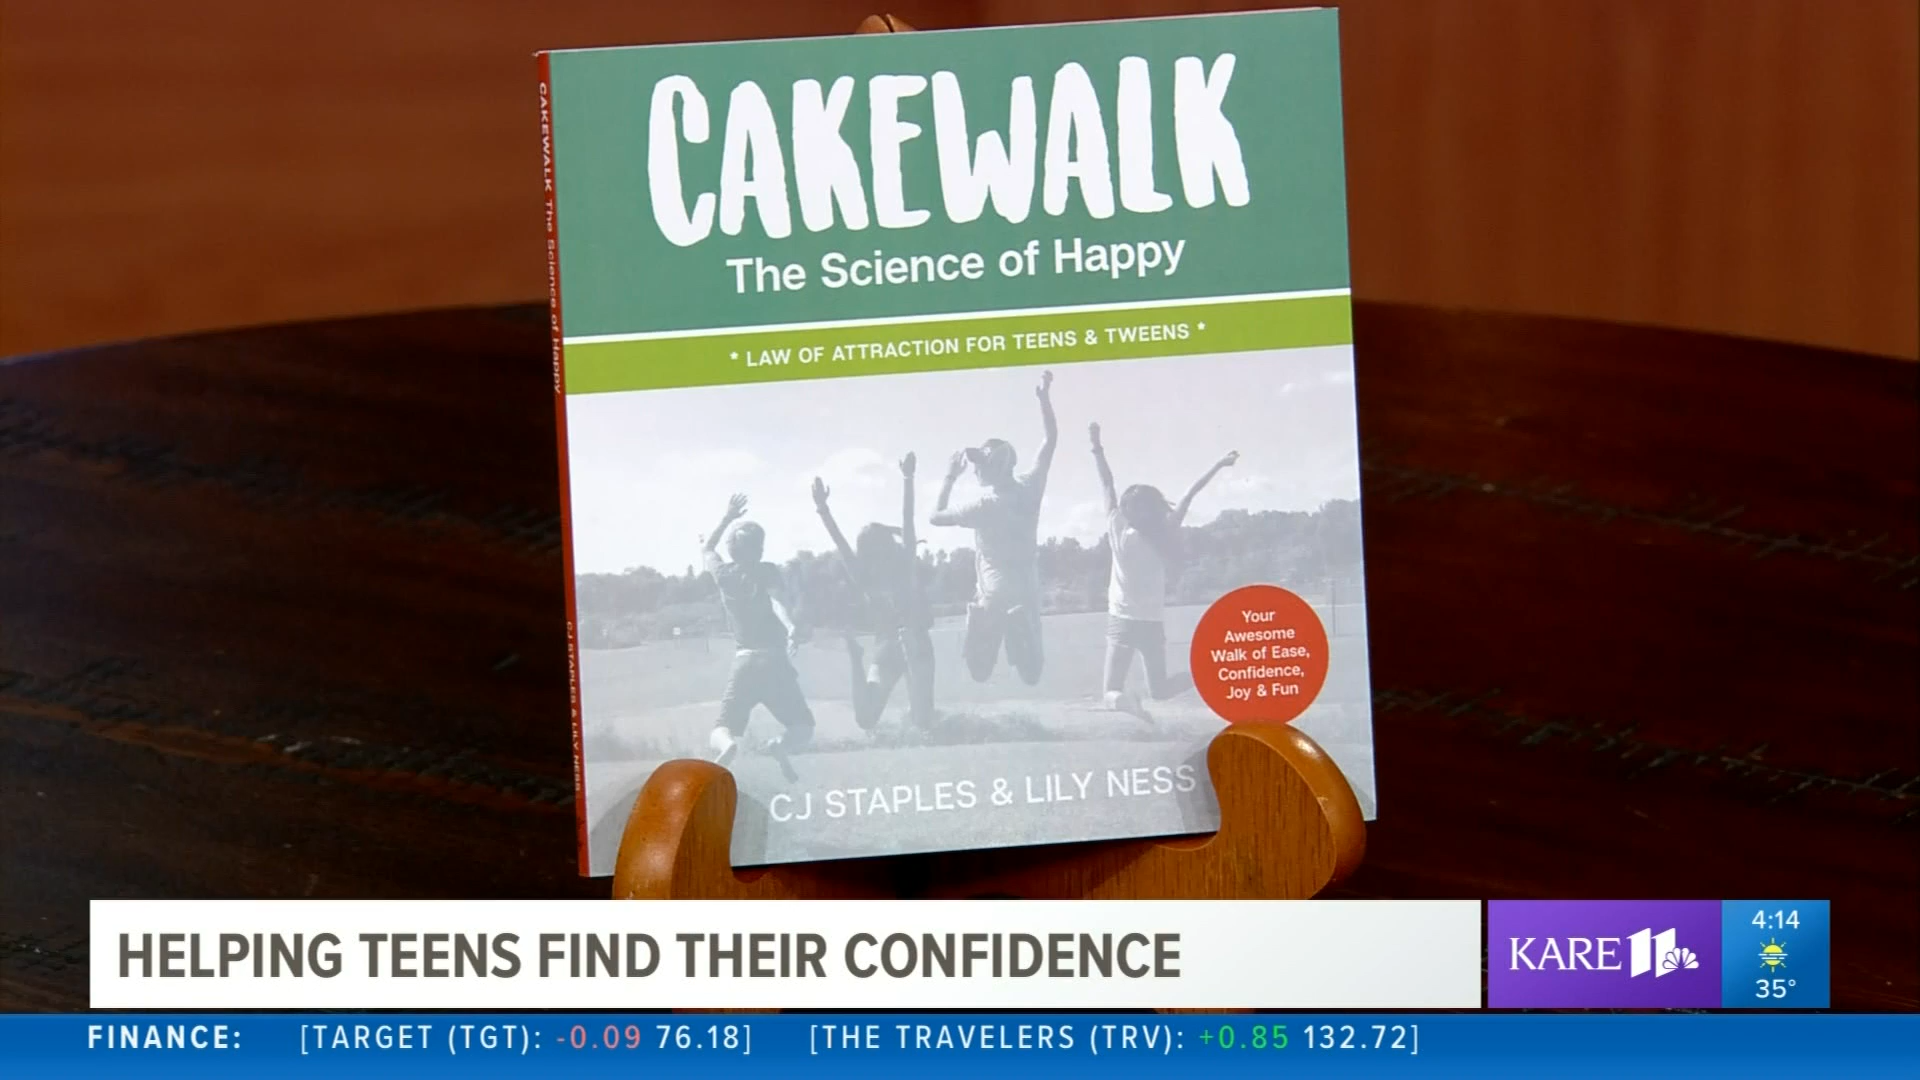 CAKEWALK
The Science of Happy
* LAW OF ATTRACTION FOR TEENS & TWEENS *
Your
Awesome
Walk of Ease,
Confidence,
Joy & Fun
CJ STAPLES & LILY NESS
CAKEWALK The Science of Happy
CJ STAPLES & LILY NESS
HELPING TEENS FIND THEIR CONFIDENCE
KARE 11
4:14
35°
FINANCE: [TARGET (TGT): -0.09 76.18] [THE TRAVELERS (TRV): +0.85 132.72]